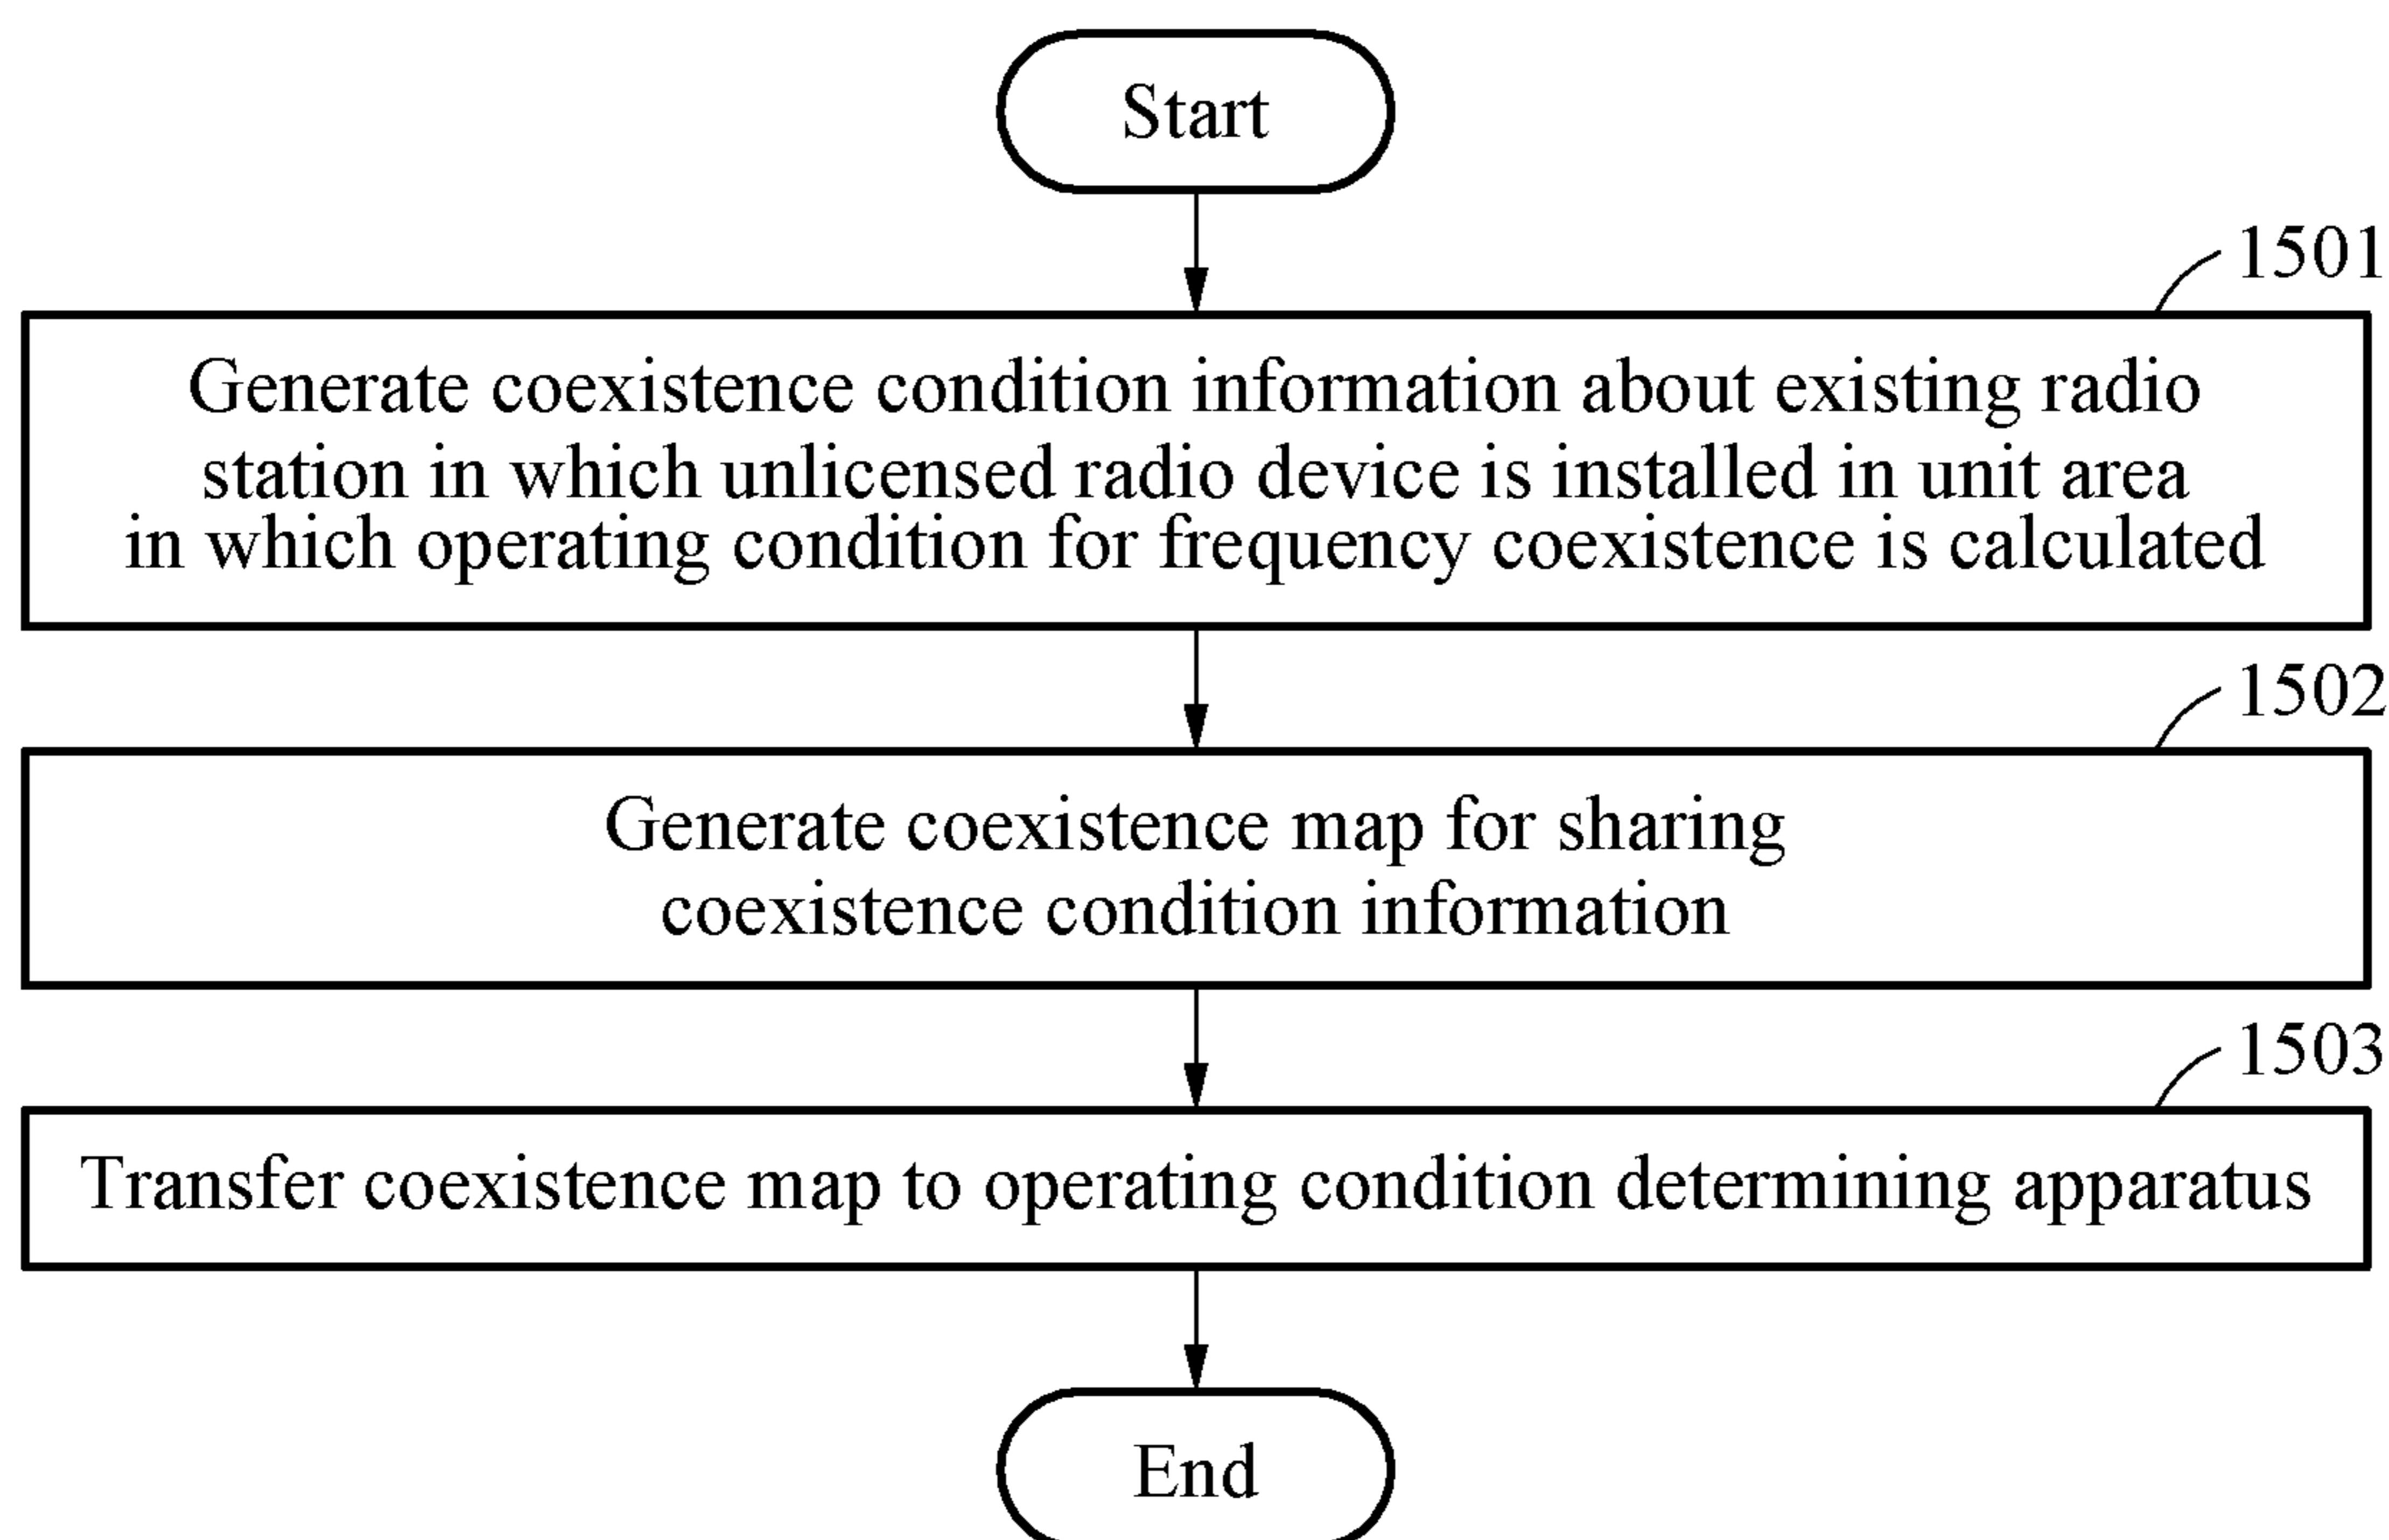 Start
1501
Generate coexistence condition information about existing radio
station in which unlicensed radio device is installed in unit area
in which operating condition for frequency coexistence is calculated
1502
Generate coexistence map for sharing
coexistence condition information
1503
Transfer coexistence map to operating condition determining apparatus
End